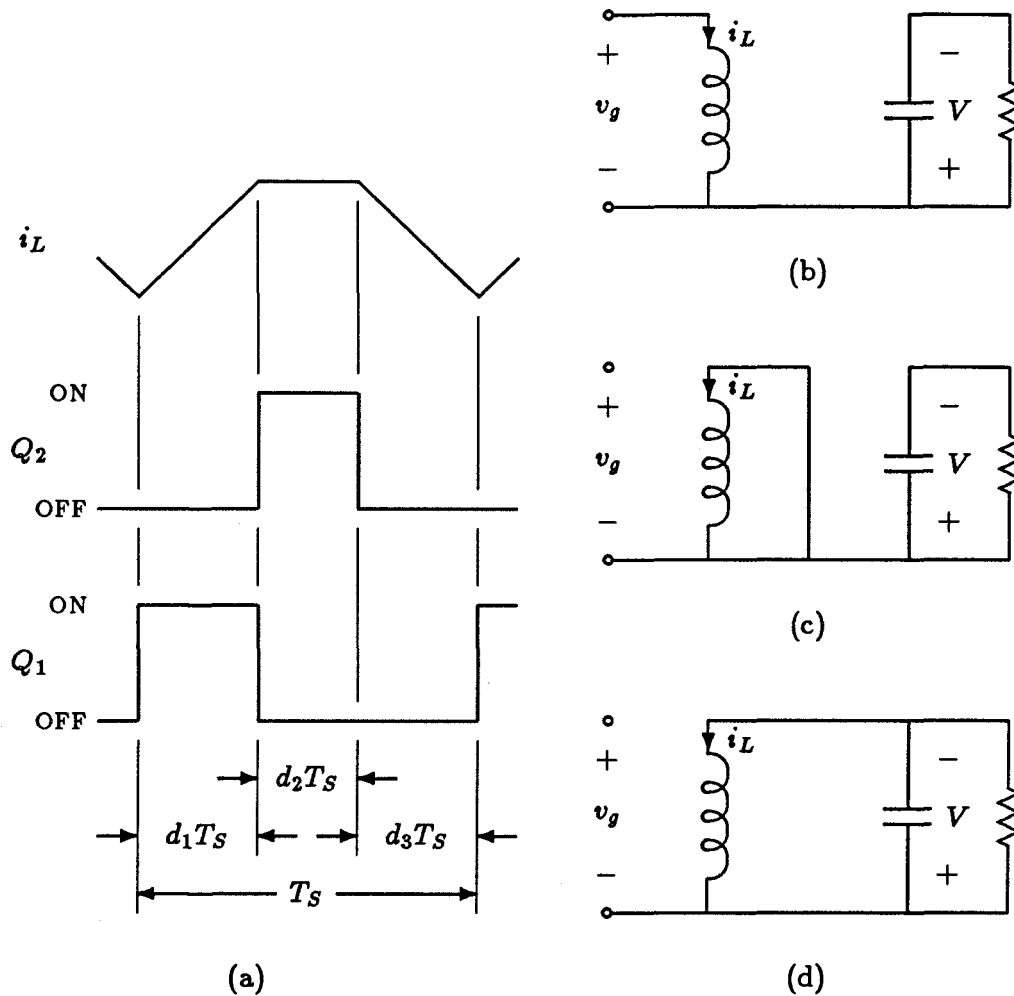 i_L
ON
Q_2
OFF
ON
Q_1
OFF
d_2T_S
d_1T_S
d_3T_S
T_S
(a)
i_L
+
v_g
−
−
V
+
(b)
i_L
+
v_g
−
−
V
+
(c)
i_L
+
v_g
−
−
V
+
(d)